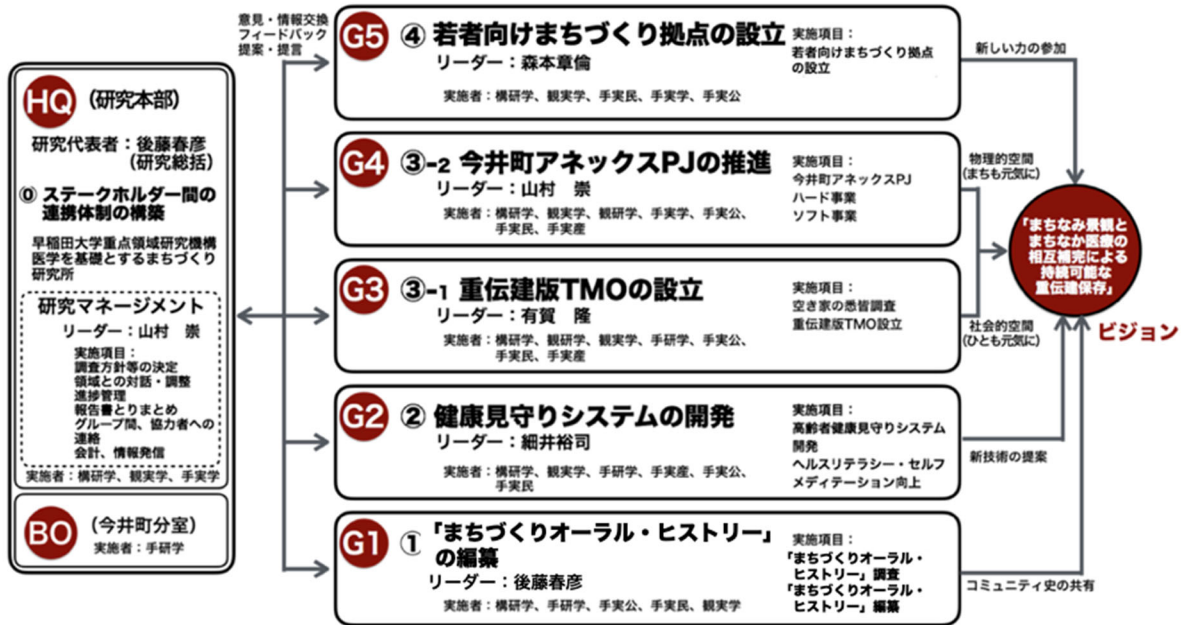 意見・情報交換
フィードバック
提案・提言
HQ (研究本部)
研究代表者：後藤春彦
(研究総括)
⓪ ステークホルダー間の
連携体制の構築
早稲田大学重点領域研究機構
医学を基礎とするまちづくり
研究所
研究マネージメント
リーダー：山村 崇
実施項目：
調査方針等の決定
領域との対話・調整
進捗管理
報告書とりまとめ
グループ間、協力者への
連絡
会計、情報発信
実施者：構研学、観実学、手実学
BO (今井町分室)
実施者：手研学
G5 ④ 若者向けまちづくり拠点の設立
リーダー：森本章倫
実施者：構研学、観実学、手実民、手実学、手実公
実施項目：
若者向けまちづくり拠点
の設立
新しい力の参加
G4 ③-2 今井町アネックスPJの推進
リーダー：山村 崇
実施者：構研学、観実学、観研学、手実学、手実公、
手実民、手実産
実施項目：
今井町アネックスPJ
ハード事業
ソフト事業
物理的空間
(まちも元気に)
G3 ③-1 重伝建版TMOの設立
リーダー：有賀 隆
実施者：構研学、観研学、観実学、手研学、手実公、
手実民、手実産
実施項目：
空き家の悉皆調査
重伝建版TMO設立
社会的空間
(ひとも元気に)
G2 ② 健康見守りシステムの開発
リーダー：細井裕司
実施者：構研学、観実学、手研学、手実産、手実公、
手実民
実施項目：
高齢者健康見守りシステム
開発
ヘルスリテラシー・セルフ
メディテーション向上
新技術の提案
G1 ① 「まちづくりオーラル・ヒストリー」
の編纂
リーダー：後藤春彦
実施者：構研学、手研学、手実公、手実民、観実学
実施項目：
「まちづくりオーラル・
ヒストリー」調査
「まちづくりオーラル・
ヒストリー」編纂
コミュニティ史の共有
「まちなみ景観と
まちなか医療の
相互補完による
持続可能な
重伝建保存」
ビジョン